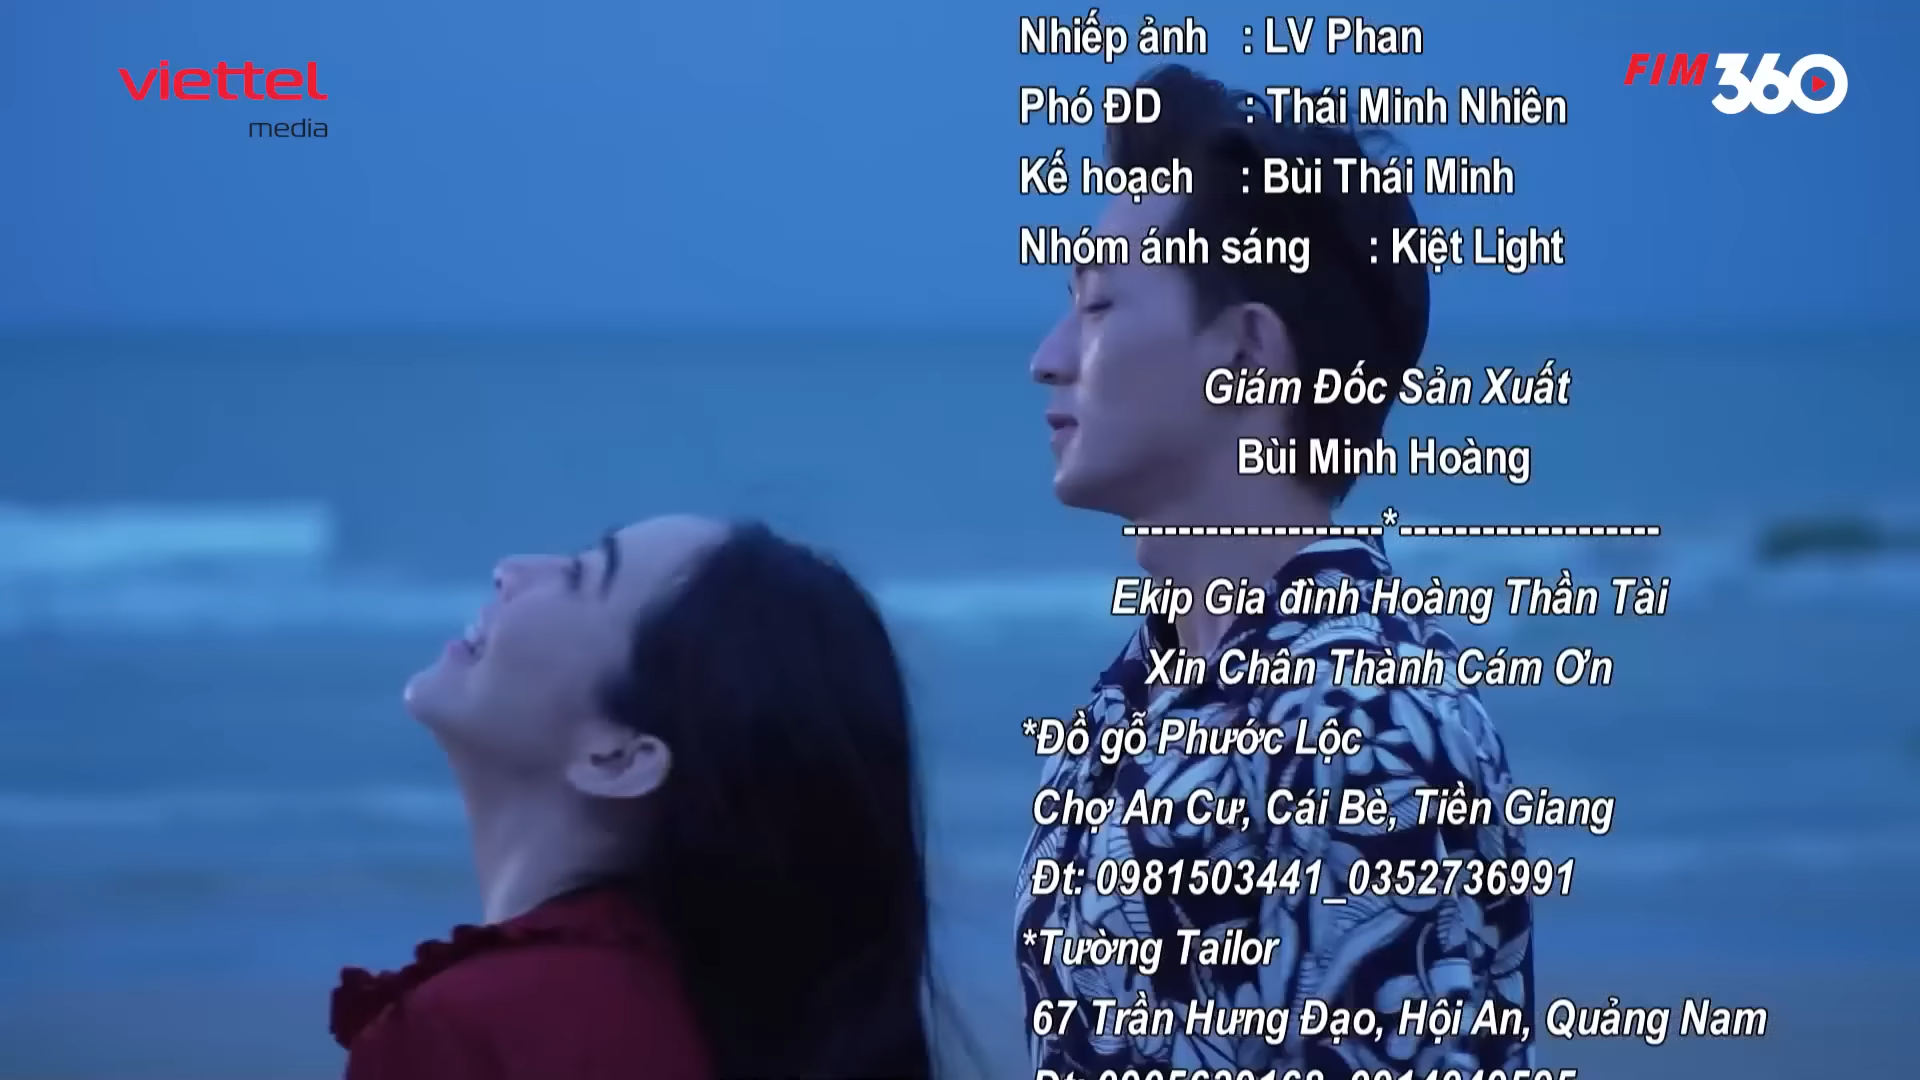 viettel
media
FIM360
Nhiếp ảnh : LV Phan
Phó ĐD : Thái Minh Nhiên
Kế hoạch : Bùi Thái Minh
Nhóm ánh sáng : Kiệt Light
Giám Đốc Sản Xuất
Bùi Minh Hoàng
-------------------*-------------------
Ekip Gia đình Hoàng Thần Tài
Xin Chân Thành Cám Ơn
*Đồ gỗ Phước Lộc
Chợ An Cư, Cái Bè, Tiền Giang
Đt: 0981503441_0352736991
*Tường Tailor
67 Trần Hưng Đạo, Hội An, Quảng Nam